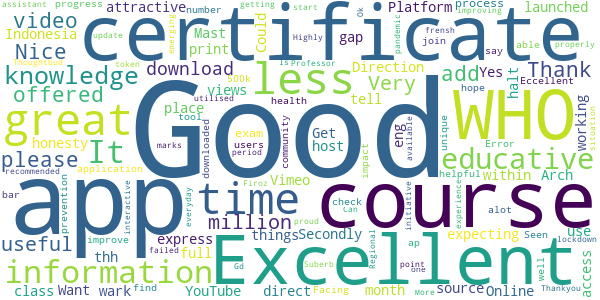 assistant progress attractive number getting start
video certificate Platform process launched
Indonesia emerging update Highly Could Mast print gap join improving able properly
Nice frensh pandemic say
knowledge download less Direction Is Professor token add Yes halt Thank Eccellent
offered ThoughtBud 500k Very views tell hope
great Good WHO working
honesty place tool utilised health exam Get eng unique Error situation
please It downloaded users host available educative
marks period community impact
recommended application time Vimeo within Arch
app course
bar prevention interactive everyday Firoz proud check Can initiative helpful experience alot
useful improve express million things Secondly ap Seen use lockdown
information thh full Excellent Regional expecting well access
failed Suberb point source Online
class Want wark find YouTube direct Facing month one More Thankyou
Gd